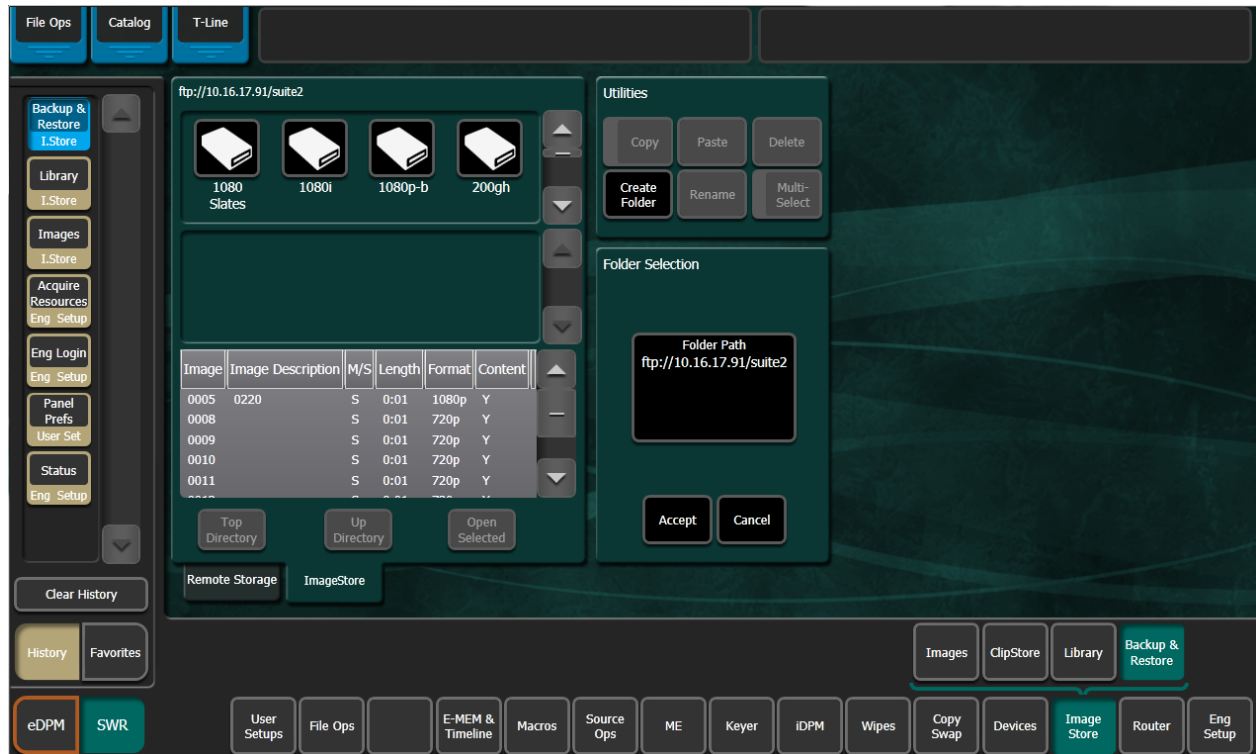 File Ops
Catalog
T-Line
Backup &
Restore
I.Store
Library
I.Store
Images
I.Store
Acquire
Resources
Eng Setup
Eng Login
Eng Setup
Panel
Prefs
User Set
Status
Eng Setup
Clear History
History
Favorites
eDPM
SWR
ftp://10.16.17.91/suite2
1080
Slates
1080i
1080p-b
200gh
Image Image Description M/S Length Format Content
0005 0220 S 0:01 1080p Y
0008 S 0:01 720p Y
0009 S 0:01 720p Y
0010 S 0:01 720p Y
0011 S 0:01 720p Y
Top
Directory
Up
Directory
Open
Selected
Remote Storage
ImageStore
Utilities
Copy
Paste
Delete
Create
Folder
Rename
Multi-
Select
Folder Selection
Folder Path
ftp://10.16.17.91/suite2
Accept
Cancel
Images
ClipStore
Library
Backup &
Restore
User
Setups
File Ops
E-MEM &
Timeline
Macros
Source
Ops
ME
Keyer
iDPM
Wipes
Copy
Swap
Devices
Image
Store
Router
Eng
Setup